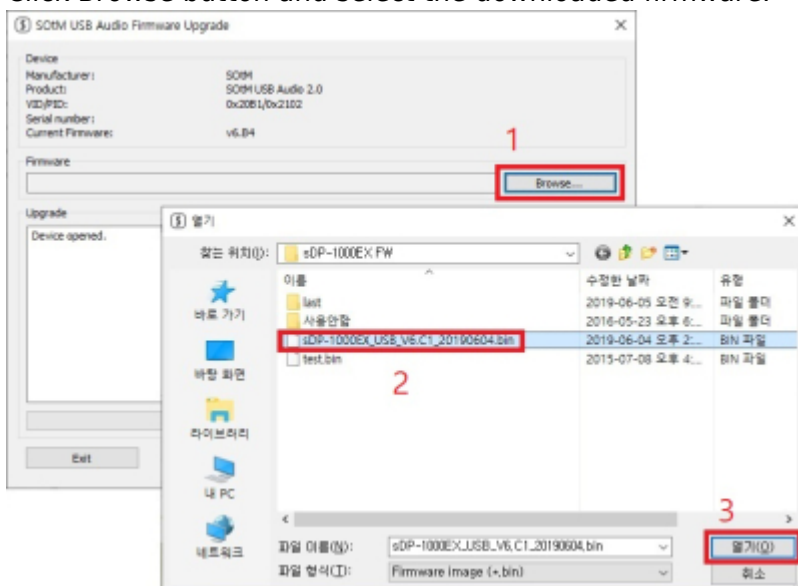 Click Browse button and select the downloaded firmware.
SOtM USB Audio Firmware Upgrade
Device
Manufacturer: SOtM
Product: SOtM USB Audio 2.0
VID/PID: 0x20B1/0x2102
Serial number:
Current Firmware: v6.B4
1
Firmware
Browse...
Upgrade
Device opened.
Exit
열기
찾는 위치(I): sDP-1000EX FW
이름 수정한 날짜 유형
last 2019-06-05 오전 9:... 파일 폴더
사용안함 2016-05-23 오후 6:... 파일 폴더
sDP-1000EX_USB_V6.C1_20190604.bin 2019-06-04 오후 2:... BIN 파일
test.bin 2015-07-08 오후 4:... BIN 파일
2
바로 가기
바탕 화면
라이브러리
내 PC
네트워크
3
파일 이름(N): sDP-1000EX_USB_V6.C1_20190604.bin 열기(O)
파일 형식(T): Firmware image (*.bin) 취소